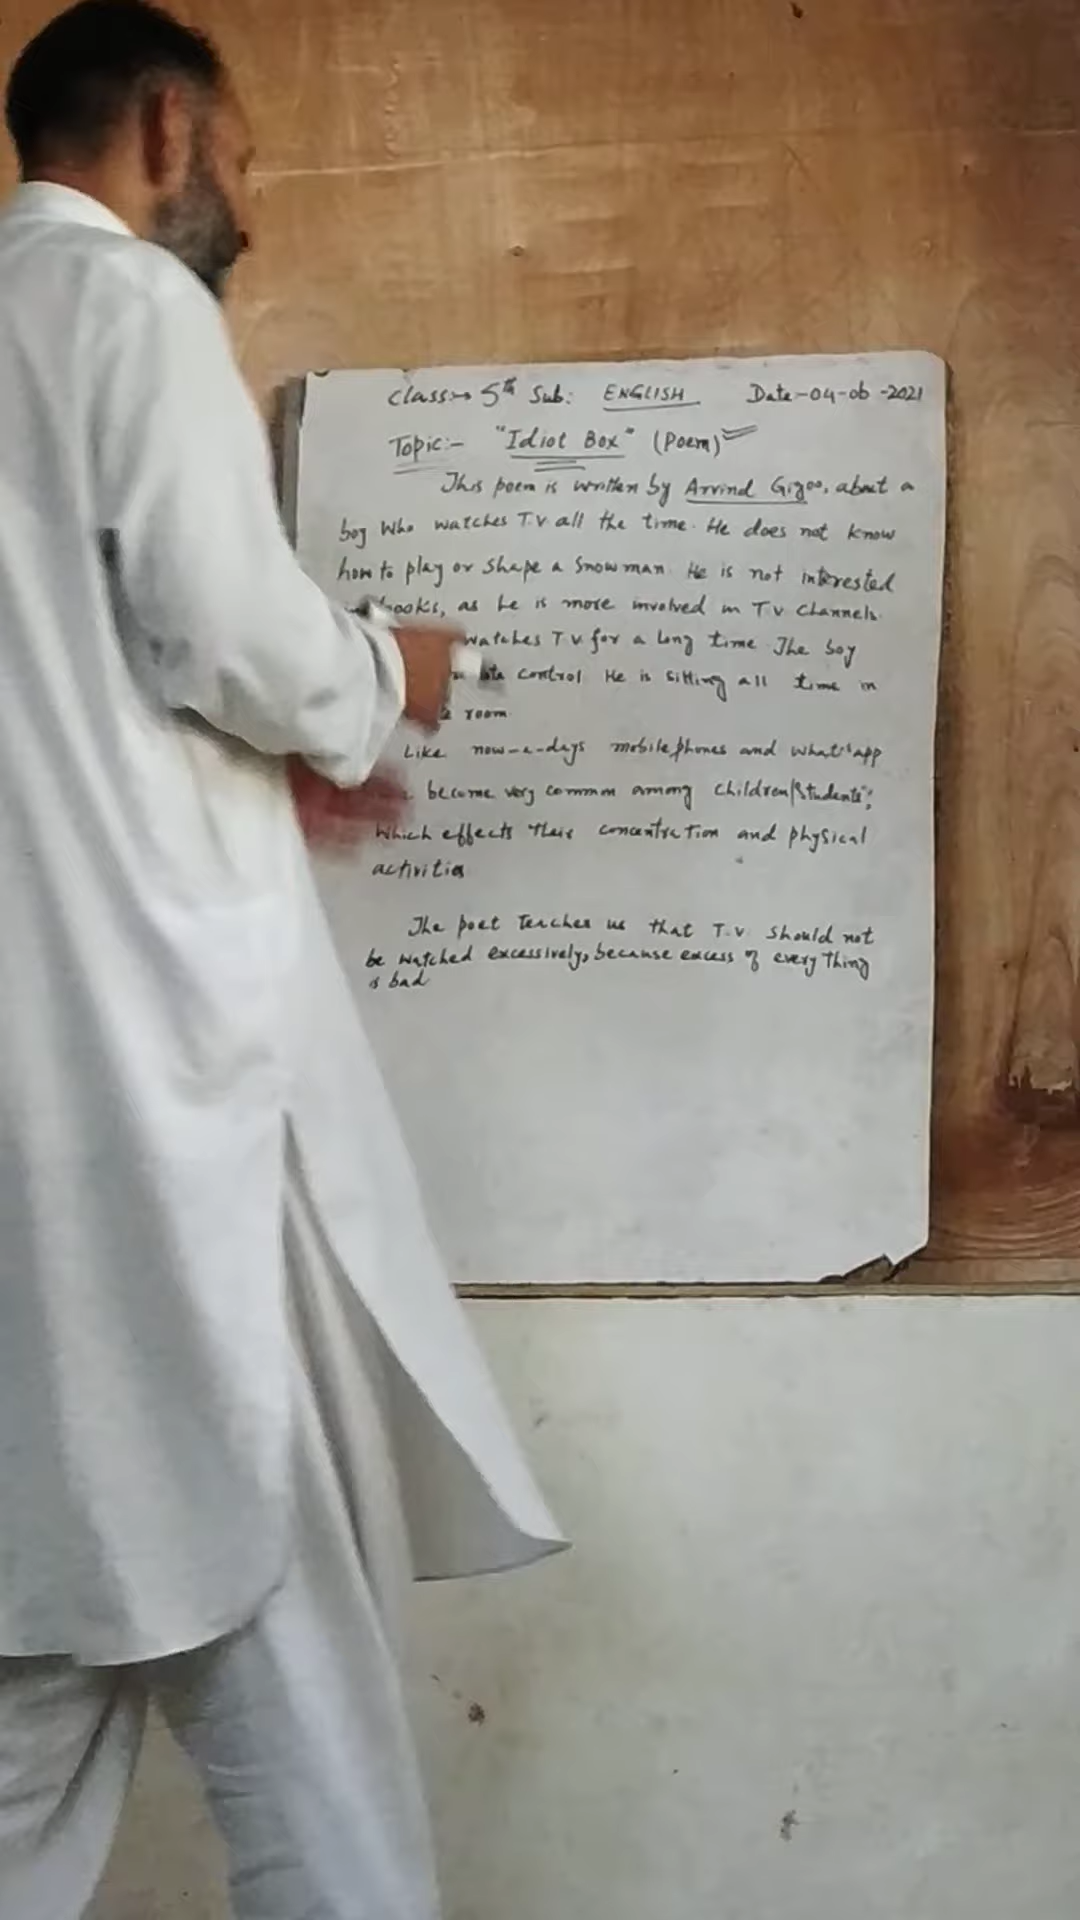 Class:→ 5th Sub: ENGLISH Date-04-06-2021
Topic:- "Idiot Box" (Poem)
This poem is written by Arvind Gigoo, about a
boy who watches T.V all the time. He does not know
how to play or shape a snowman. He is not interested
books, as he is more involved in T.V channels.
watches T.V for a long time. The boy
control. He is sitting all time in
room.
Like now-a-days mobile phones and what'sapp
become very common among children/students;
which effects their concentration and physical
activities
The poet teaches us that T.V. should not
be watched excessively, because excess of every thing
is bad